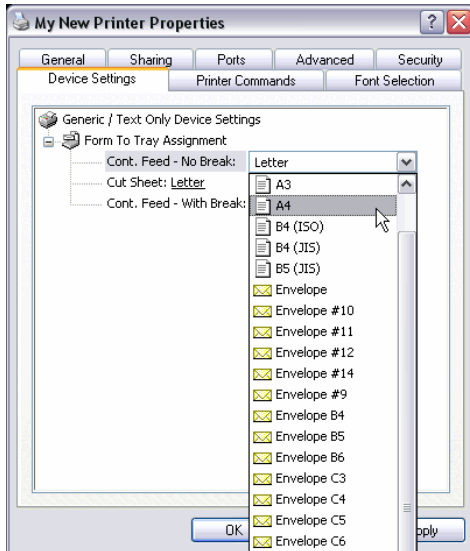 My New Printer Properties
General Sharing Ports Advanced Security
Device Settings Printer Commands Font Selection
Generic / Text Only Device Settings
Form To Tray Assignment
Cont. Feed - No Break: Letter
Cut Sheet: Letter
Cont. Feed - With Break:
A3
A4
B4 (ISO)
B4 (JIS)
B5 (JIS)
Envelope
Envelope #10
Envelope #11
Envelope #12
Envelope #14
Envelope #9
Envelope B4
Envelope B5
Envelope B6
Envelope C3
Envelope C4
Envelope C5
Envelope C6
OK pply